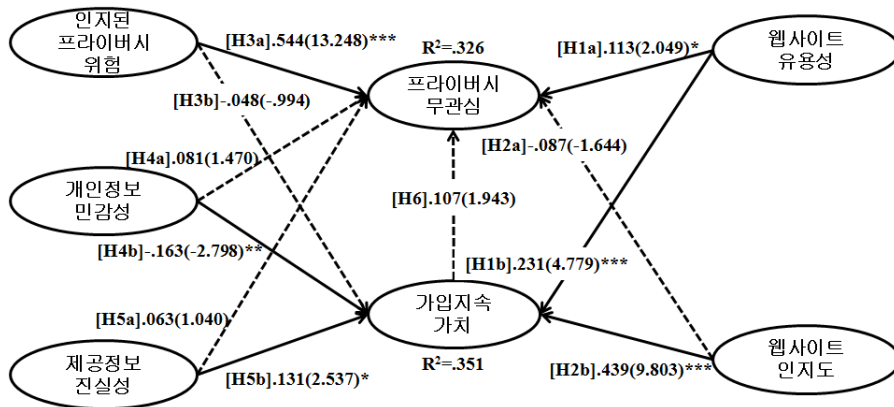 인지된
프라이버시
위험
[H3a].544(13.248)***
R²=.326
[H1a].113(2.049)*
웹사이트
유용성
[H3b]-.048(-.994)
프라이버시
무관심
[H4a].081(1.470)
[H2a]-.087(-1.644)
개인정보
민감성
[H6].107(1.943)
[H4b]-.163(-2.798)**
[H1b].231(4.779)***
[H5a].063(1.040)
가입지속
가치
제공정보
진실성
R²=.351
[H5b].131(2.537)*
[H2b].439(9.803)***
웹사이트
인지도